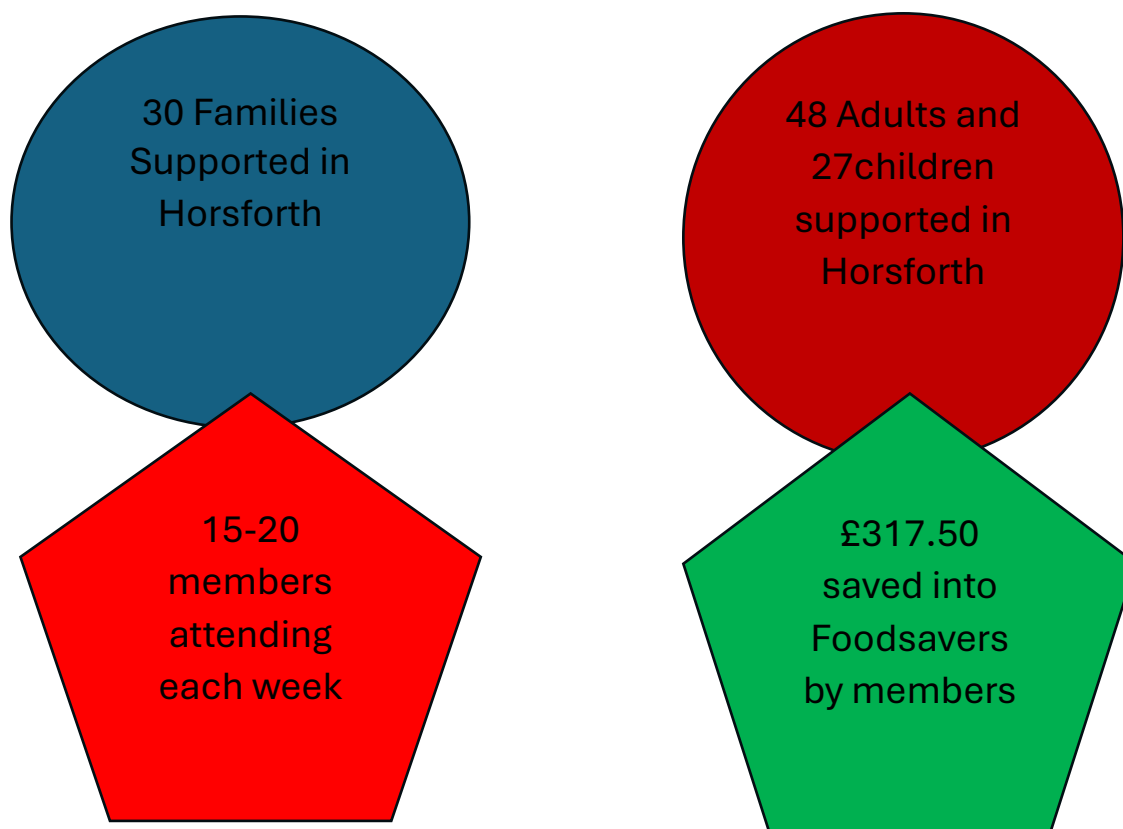 30 Families
Supported in
Horsforth
48 Adults and
27children
supported in
Horsforth
15-20
members
attending
each week
£317.50
saved into
Foodsavers
by members